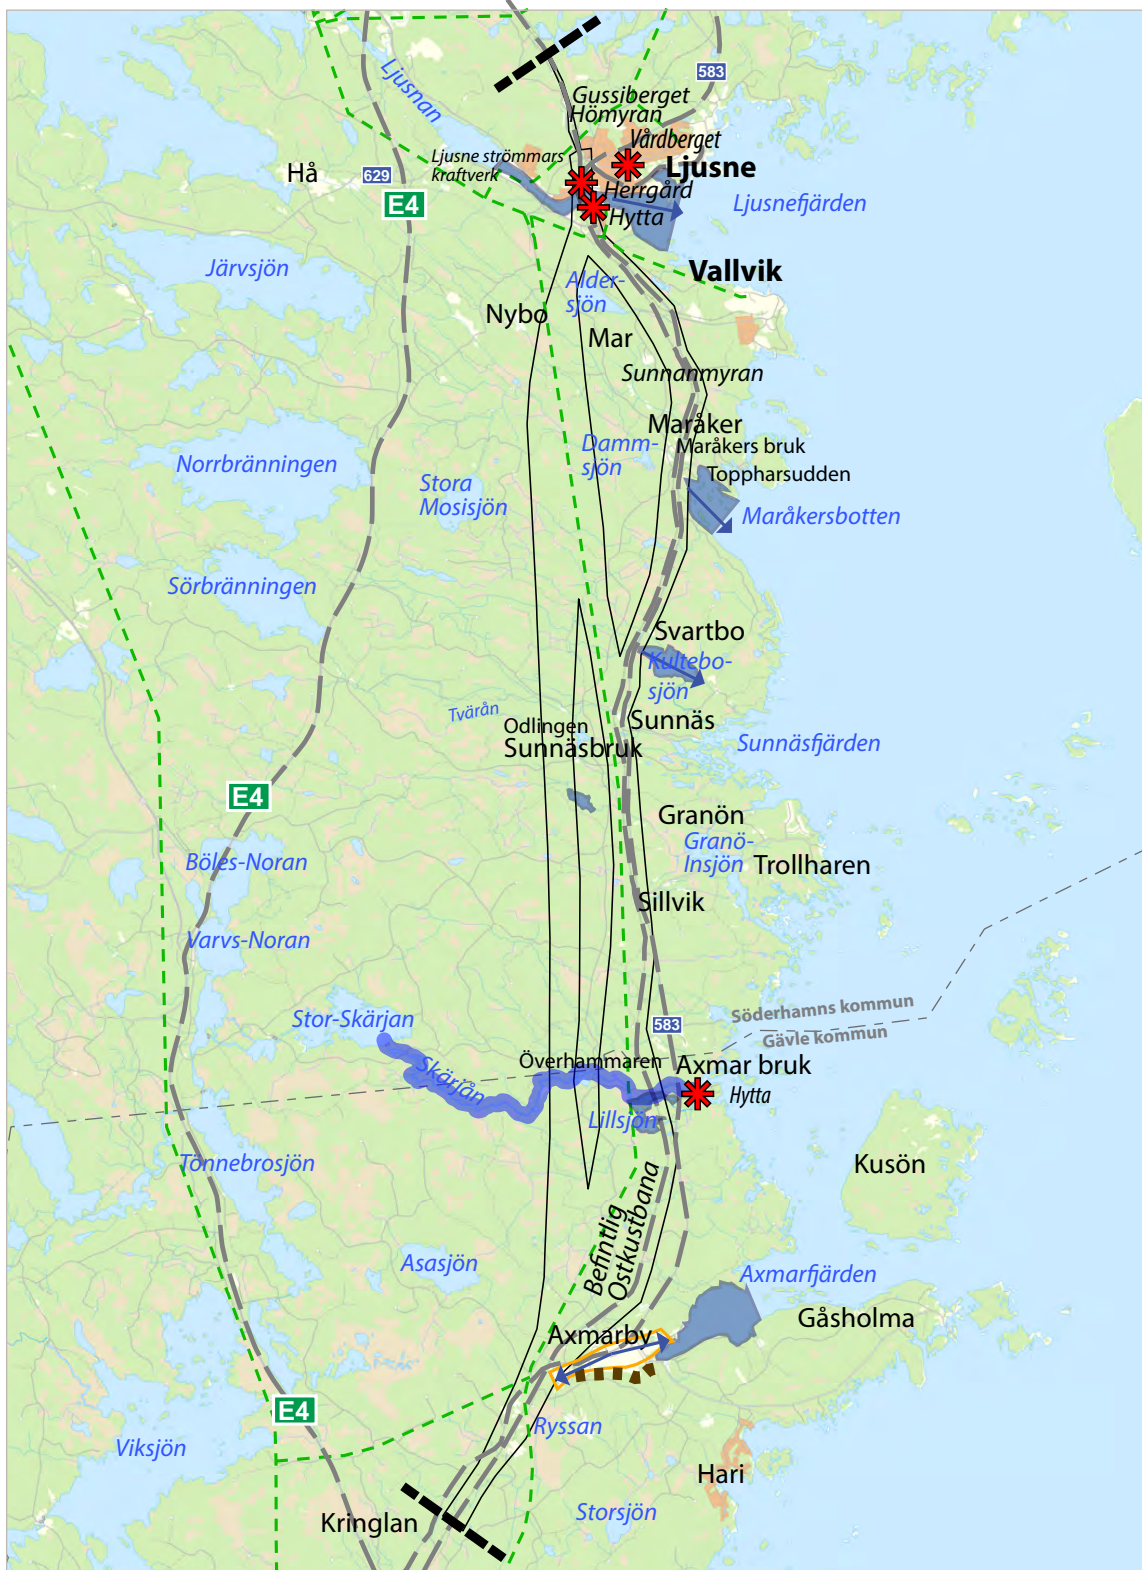 583
Ljusnan
Gussiberget
Hömyran
Vårdberget
Ljusne strömmars
kraftverk
Ljusne
Hå
629
E4
Herrgård
Hytta
Ljusnefjärden
Järvsjön
Vallvik
Alder-
sjön
Nybo
Mar
Sunnanmyran
Maråker
Maråkers bruk
Damm-
sjön
Norrbränningen
Toppharsudden
Stora
Mosisjön
Maråkersbotten
Sörbränningen
Svartbo
Kultebo-
sjön
Tvärån
Odlingen
Sunnäs
Sunnäsbruk
Sunnäsfjärden
E4
Granön
Granö-
Insjön
Böles-Noran
Trollharen
Sillvik
Varvs-Noran
Stor-Skärjan
583
Söderhamns kommun
Gävle kommun
Överhammaren
Axmar bruk
Skärjån
Hytta
Lillsjön
Tönnebrosjön
Kusön
Befintlig
Ostkustbana
Asasjön
Axmarfjärden
Gåsholma
Axmarby
E4
Ryssan
Viksjön
Hari
Storsjön
Kringlan